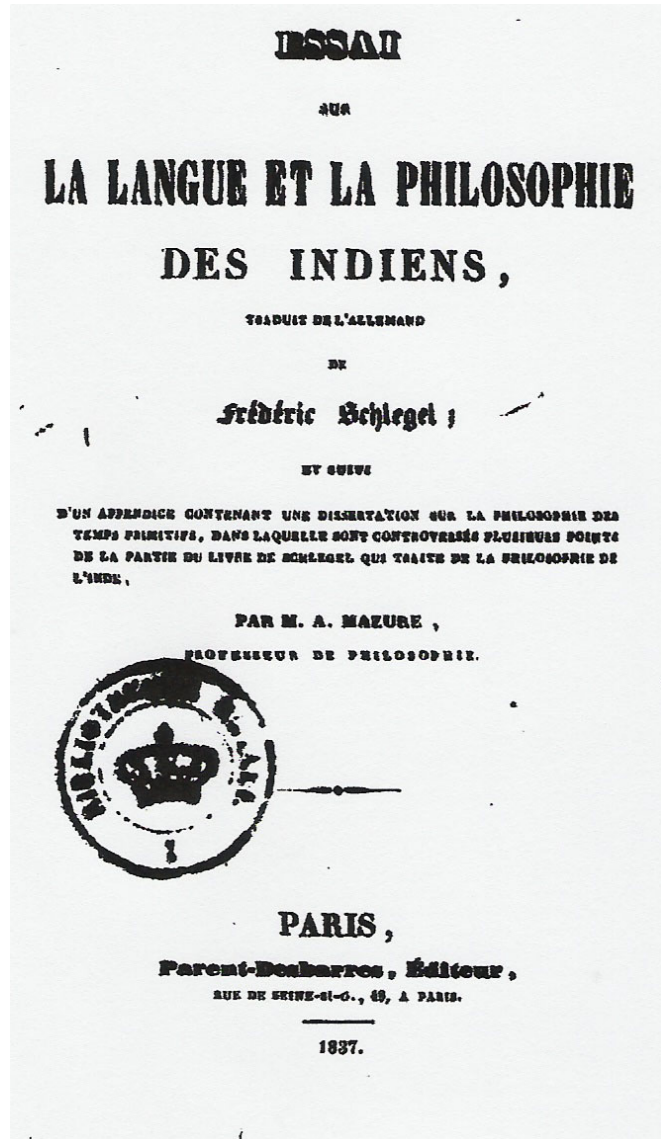 ESSAI
SUR
LA LANGUE ET LA PHILOSOPHIE
DES INDIENS,
TRADUIT DE L'ALLEMAND
DE
Frédéric Schlegel;
ET SUIVI
D'UN APPENDICE CONTENANT UNE DISSERTATION SUR LA PHILOSOPHIE DES
TEMPS PRIMITIFS, DANS LAQUELLE SONT CONTROVERSÉS PLUSIEURS POINTS
DE LA PARTIE DU LIVRE DE SCHLEGEL QUI TRAITE DE LA PHILOSOPHIE DE
L'INDE,
PAR M. A. MAZURE,
PROFESSEUR DE PHILOSOPHIE.
PARIS,
Parent-Desbarres, Éditeur,
RUE DE SEINE-St-G., 48, A PARIS.
1837.